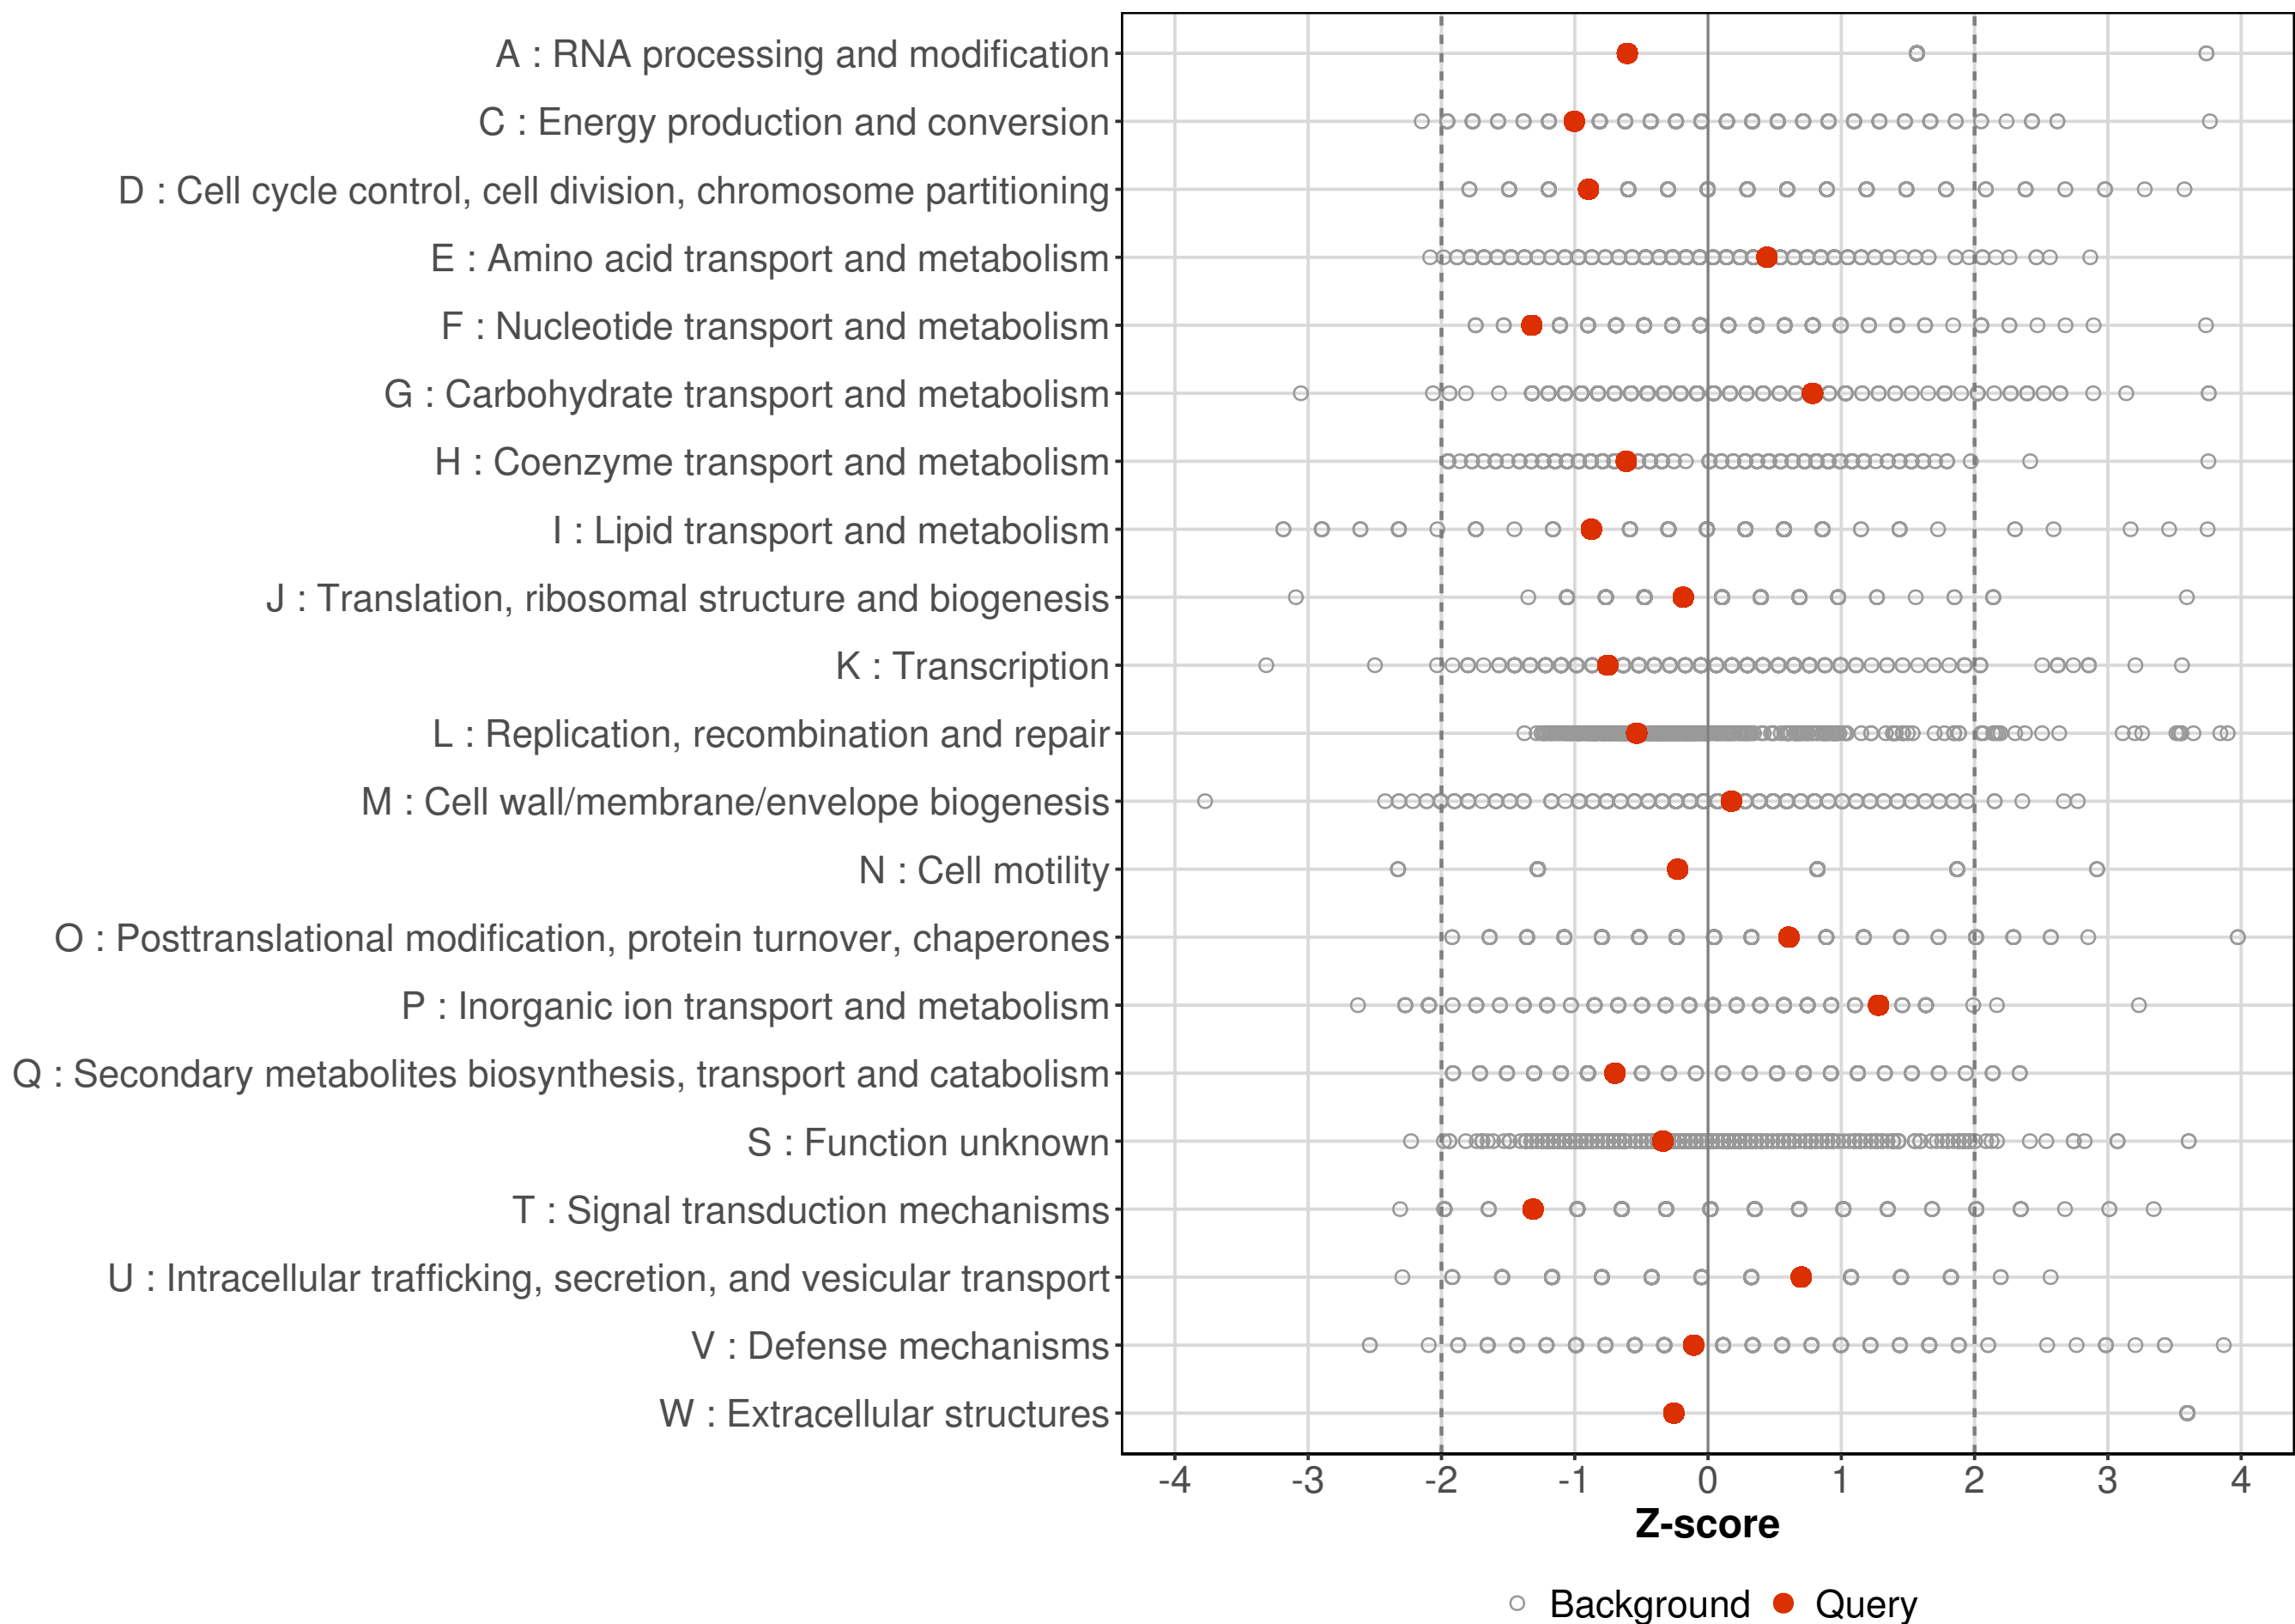 A : RNA processing and modification
C : Energy production and conversion
D : Cell cycle control, cell division, chromosome partitioning
E : Amino acid transport and metabolism
F : Nucleotide transport and metabolism
G : Carbohydrate transport and metabolism
H : Coenzyme transport and metabolism
I : Lipid transport and metabolism
J : Translation, ribosomal structure and biogenesis
K : Transcription
L : Replication, recombination and repair
M : Cell wall/membrane/envelope biogenesis
N : Cell motility
O : Posttranslational modification, protein turnover, chaperones
P : Inorganic ion transport and metabolism
Q : Secondary metabolites biosynthesis, transport and catabolism
S : Function unknown
T : Signal transduction mechanisms
U : Intracellular trafficking, secretion, and vesicular transport
V : Defense mechanisms
W : Extracellular structures
-4 -3 -2 -1 0 1 2 3 4
Z-score
Background Query